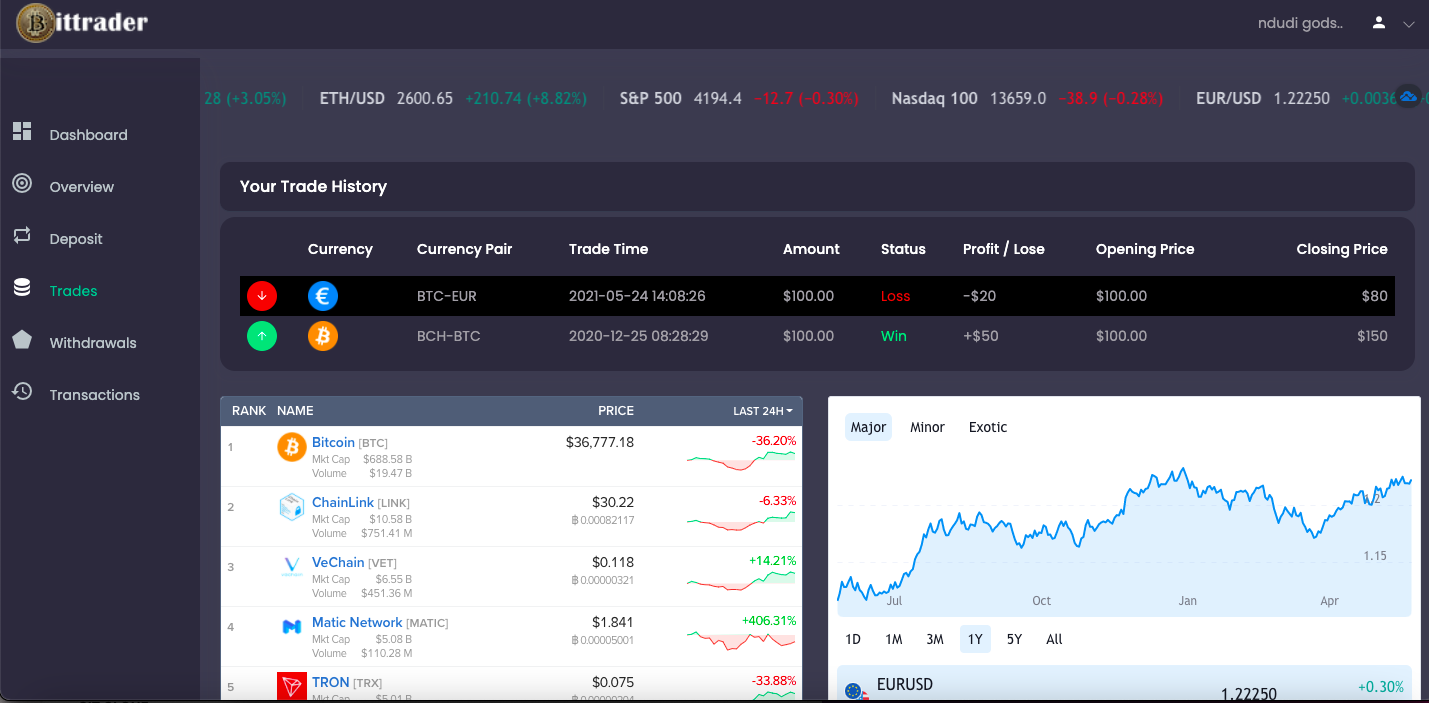 ittrader
ndudi gods..
28 (+3.05%) ETH/USD 2600.65 +210.74 (+8.82%) S&P 500 4194.4 −12.7 (−0.30%) Nasdaq 100 13659.0 −38.9 (−0.28%) EUR/USD 1.22250 +0.0036
Dashboard
Overview
Deposit
Trades
Withdrawals
Transactions
Your Trade History
Currency Currency Pair Trade Time Amount Status Profit / Lose Opening Price Closing Price
BTC-EUR 2021-05-24 14:08:26 $100.00 Loss -$20 $100.00 $80
BCH-BTC 2020-12-25 08:28:29 $100.00 Win +$50 $100.00 $150
RANK NAME PRICE LAST 24H
1 Bitcoin [BTC] $36,777.18 -36.20%
Mkt Cap $688.58 B
Volume $19.47 B
2 ChainLink [LINK] $30.22 -6.33%
Mkt Cap $10.58 B ฿ 0.00082117
Volume $751.41 M
3 VeChain [VET] $0.118 +14.21%
Mkt Cap $6.55 B ฿ 0.00000321
Volume $451.36 M
4 Matic Network [MATIC] $1.841 +406.31%
Mkt Cap $5.08 B ฿ 0.00005001
Volume $110.28 M
5 TRON [TRX] $0.075 -33.88%
Mkt Cap $5.01 B ฿ 0.00000204
Major Minor Exotic
1.2
1.15
Jul Oct Jan Apr
1D 1M 3M 1Y 5Y All
EURUSD
1.22250 +0.30%